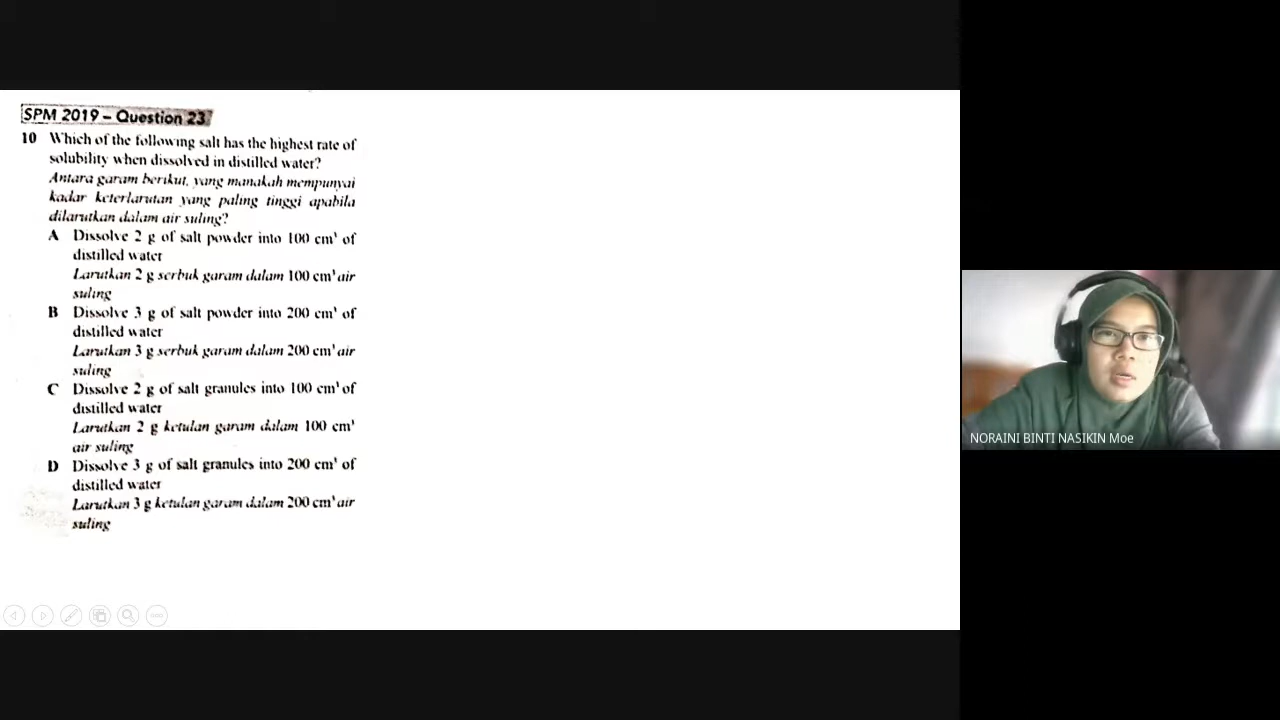 SPM 2019 – Question 23
10 Which of the following salt has the highest rate of
solubility when dissolved in distilled water?
Antara garam berikut, yang manakah mempunyai
kadar keterlarutan yang paling tinggi apabila
dilarutkan dalam air suling?
A Dissolve 2 g of salt powder into 100 cm³ of
distilled water
Larutkan 2 g serbuk garam dalam 100 cm³ air
suling
B Dissolve 3 g of salt powder into 200 cm³ of
distilled water
Larutkan 3 g serbuk garam dalam 200 cm³ air
suling
C Dissolve 2 g of salt granules into 100 cm³ of
distilled water
Larutkan 2 g ketulan garam dalam 100 cm³
air suling
D Dissolve 3 g of salt granules into 200 cm³ of
distilled water
Larutkan 3 g ketulan garam dalam 200 cm³ air
suling
NORAINI BINTI NASIKIN Moe